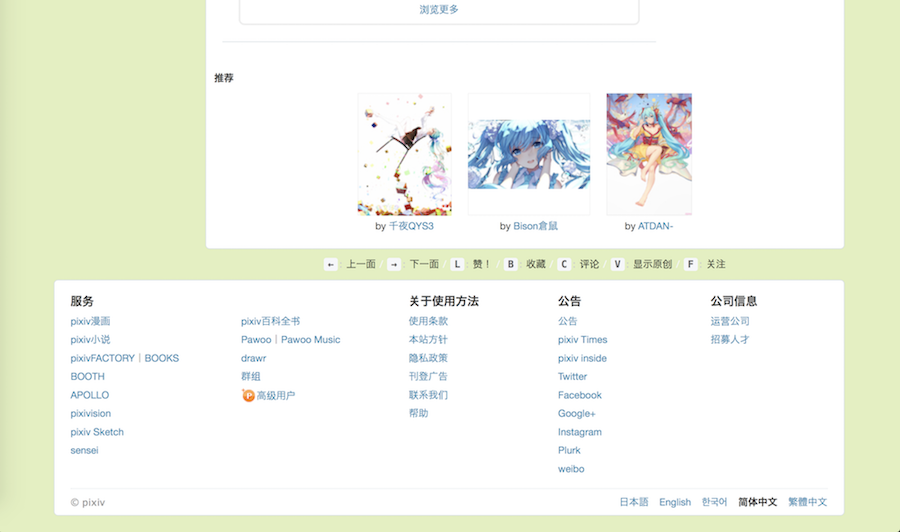 浏览更多
推荐
by 千夜QYS3
by Bison倉鼠
by ATDAN-
← : 上一面 / → : 下一面 / L : 赞！ / B : 收藏 / C : 评论 / V : 显示原创 / F : 关注
服务
pixiv漫画
pixiv小说
pixivFACTORY｜BOOKS
BOOTH
APOLLO
pixivision
pixiv Sketch
sensei
pixiv百科全书
Pawoo｜Pawoo Music
drawr
群组
P 高级用户
关于使用方法
使用条款
本站方针
隐私政策
刊登广告
联系我们
帮助
公告
公告
pixiv Times
pixiv inside
Twitter
Facebook
Google+
Instagram
Plurk
weibo
公司信息
运营公司
招募人才
© pixiv
日本語 English 한국어 简体中文 繁體中文